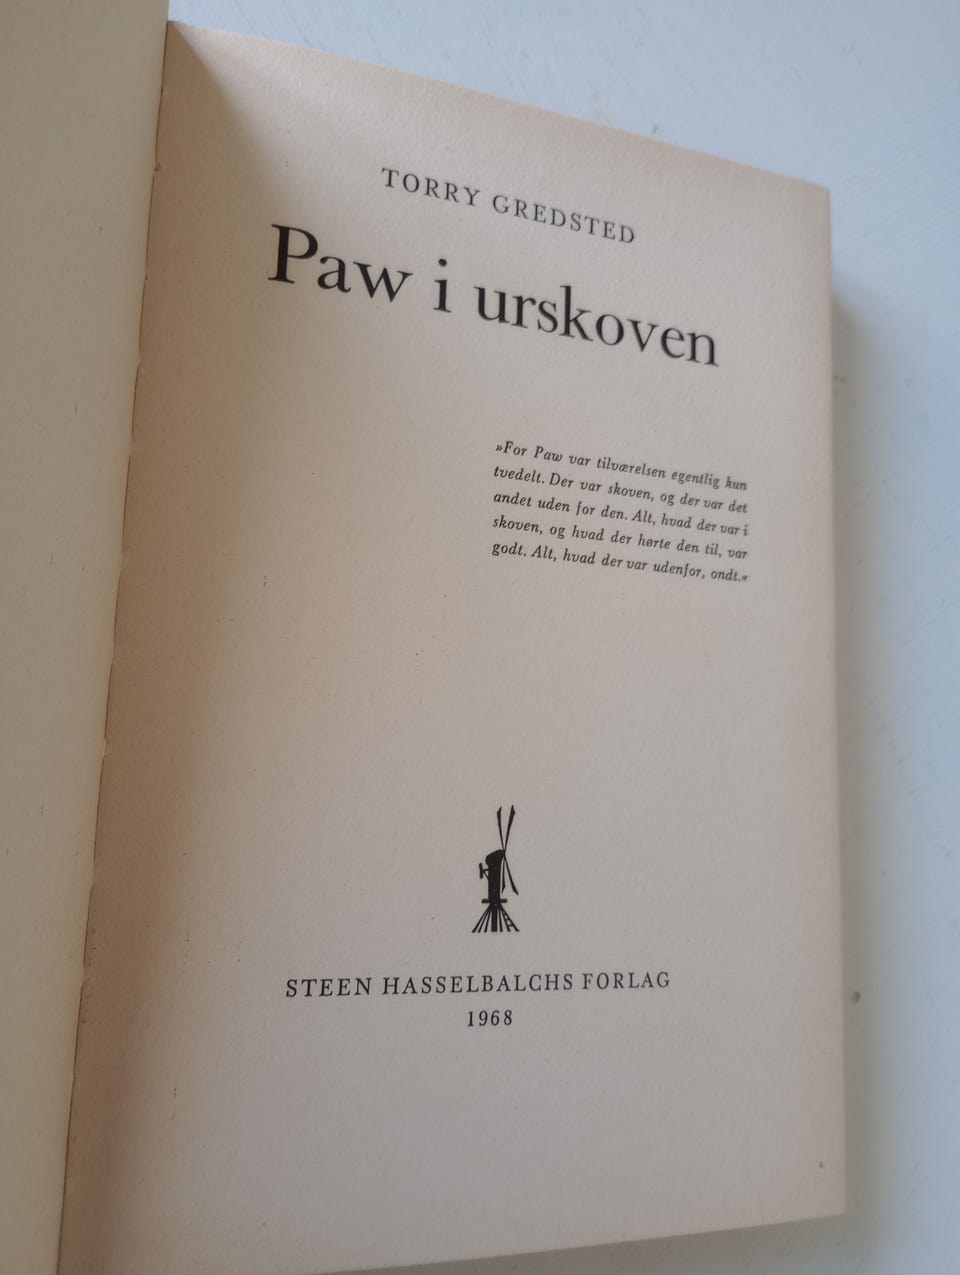 TORRY GREDSTED
Paw i urskoven
»For Paw var tilværelsen egentlig kun
tvedelt. Der var skoven, og der var det
andet uden for den. Alt, hvad der var i
skoven, og hvad der hørte den til, var
godt. Alt, hvad der var udenfor, ondt.«
STEEN HASSELBALCHS FORLAG
1968